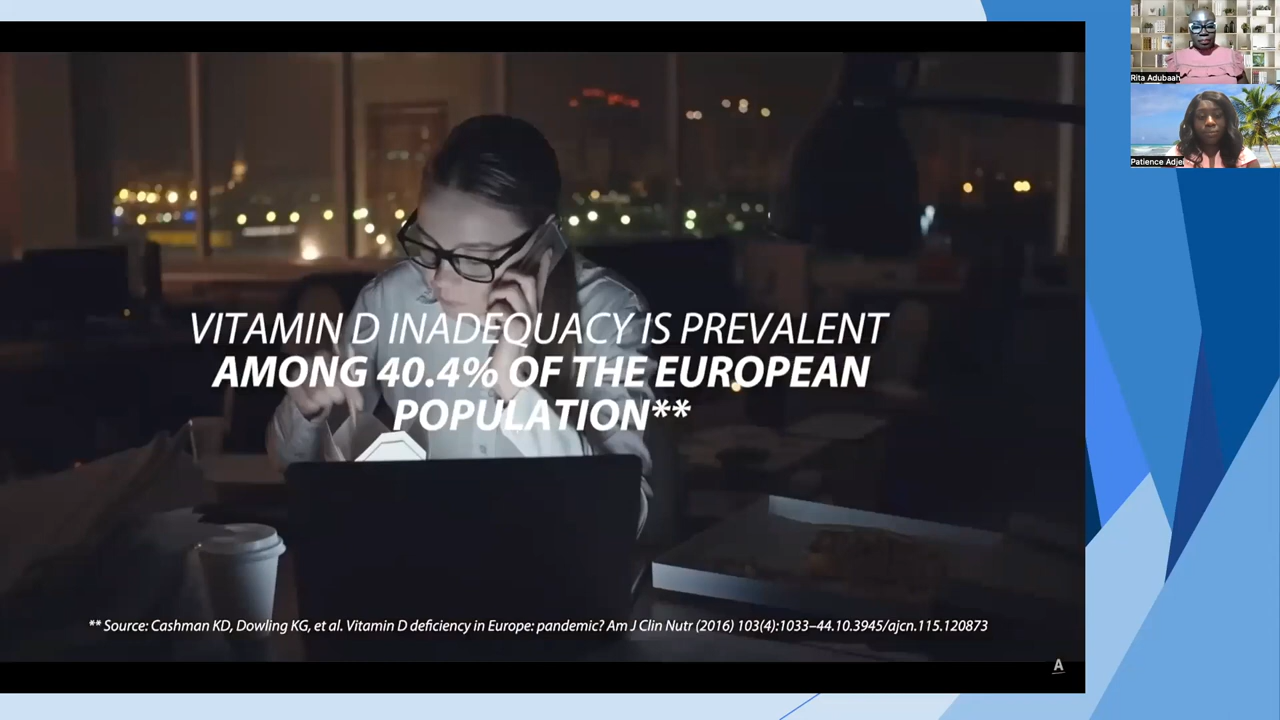 VITAMIN D INADEQUACY IS PREVALENT
AMONG 40.4% OF THE EUROPEAN
POPULATION**
** Source: Cashman KD, Dowling KG, et al. Vitamin D deficiency in Europe: pandemic? Am J Clin Nutr (2016) 103(4):1033–44.10.3945/ajcn.115.120873
A
Rita Adubaah
Patience Adjei